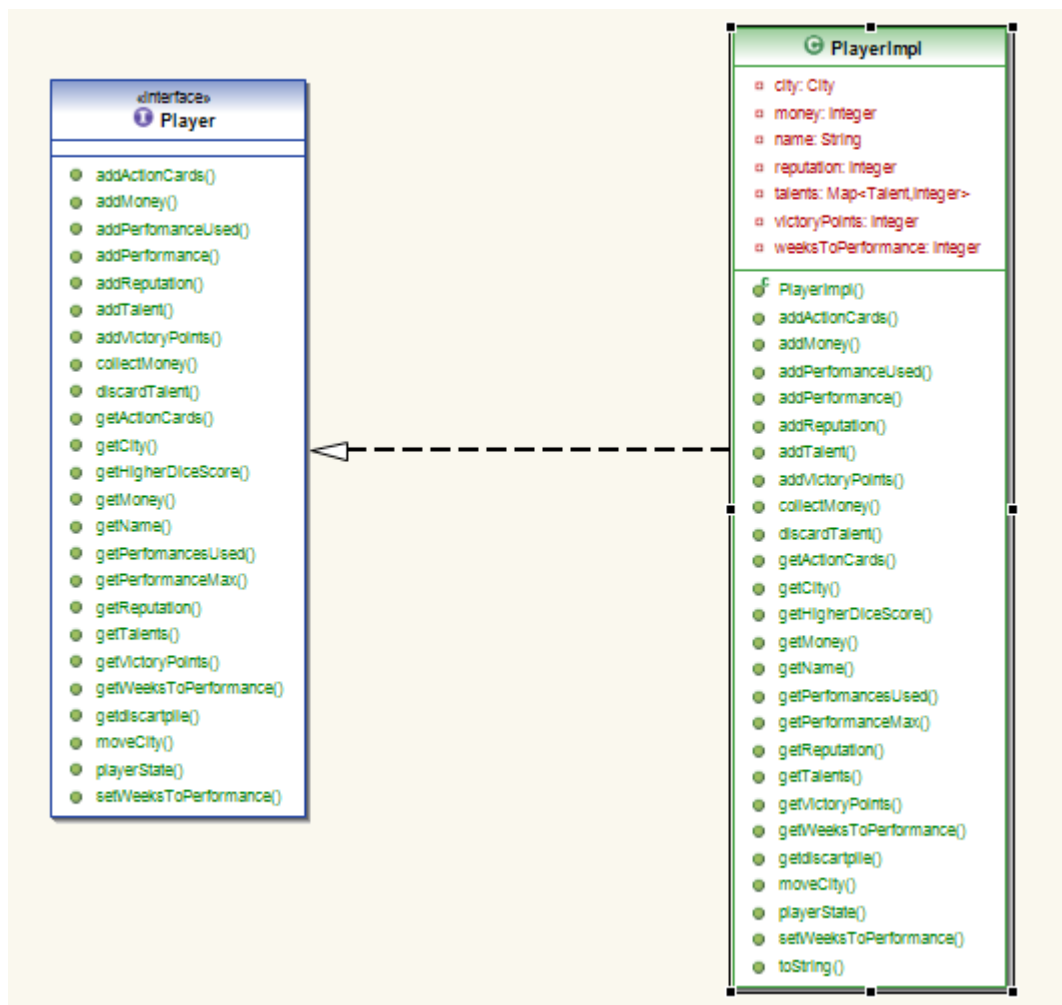 «interface»
Player
addActionCards()
addMoney()
addPerfomanceUsed()
addPerformance()
addReputation()
addTalent()
addVictoryPoints()
collectMoney()
discardTalent()
getActionCards()
getCity()
getHigherDiceScore()
getMoney()
getName()
getPerfomancesUsed()
getPerformanceMax()
getReputation()
getTalents()
getVictoryPoints()
getWeeksToPerformance()
getdiscartpile()
moveCity()
playerState()
setWeeksToPerformance()
PlayerImpl
city: City
money: Integer
name: String
reputation: Integer
talents: Map<Talent,Integer>
victoryPoints: Integer
weeksToPerformance: Integer
PlayerImpl()
addActionCards()
addMoney()
addPerfomanceUsed()
addPerformance()
addReputation()
addTalent()
addVictoryPoints()
collectMoney()
discardTalent()
getActionCards()
getCity()
getHigherDiceScore()
getMoney()
getName()
getPerfomancesUsed()
getPerformanceMax()
getReputation()
getTalents()
getVictoryPoints()
getWeeksToPerformance()
getdiscartpile()
moveCity()
playerState()
setWeeksToPerformance()
toString()